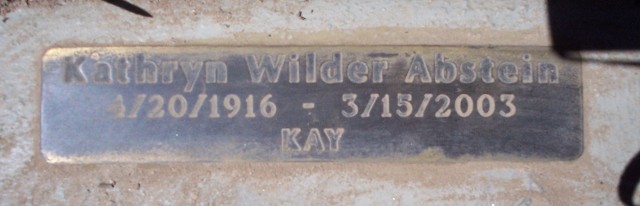 Kathryn Wilder Abstein
4/20/1916 - 3/15/2003
KAY